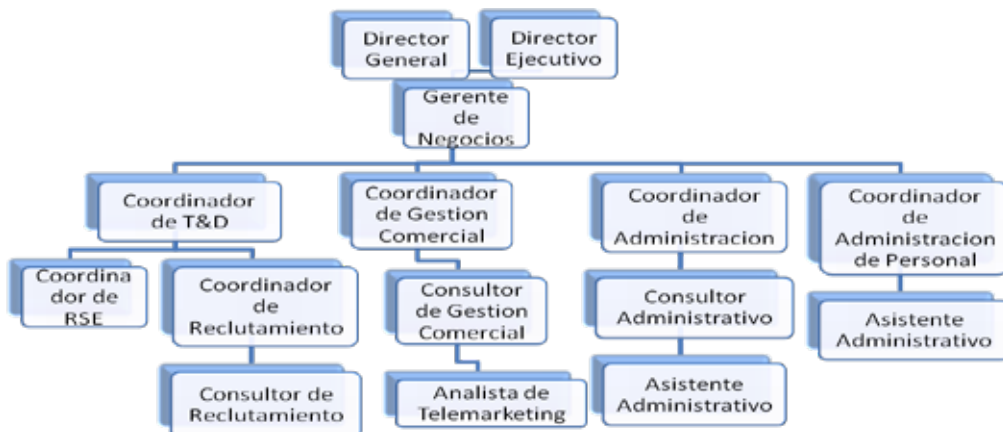 Director
General
Director
Ejecutivo
Gerente
de
Negocios
Coordinador
de T&D
Coordinador
de Gestion
Comercial
Coordinador
de
Administracion
Coordinador
de
Administracion
de Personal
Coordina
dor de
RSE
Coordinador
de
Reclutamiento
Consultor
de Gestion
Comercial
Consultor
Administrativo
Asistente
Administrativo
Consultor de
Reclutamiento
Analista de
Telemarketing
Asistente
Administrativo